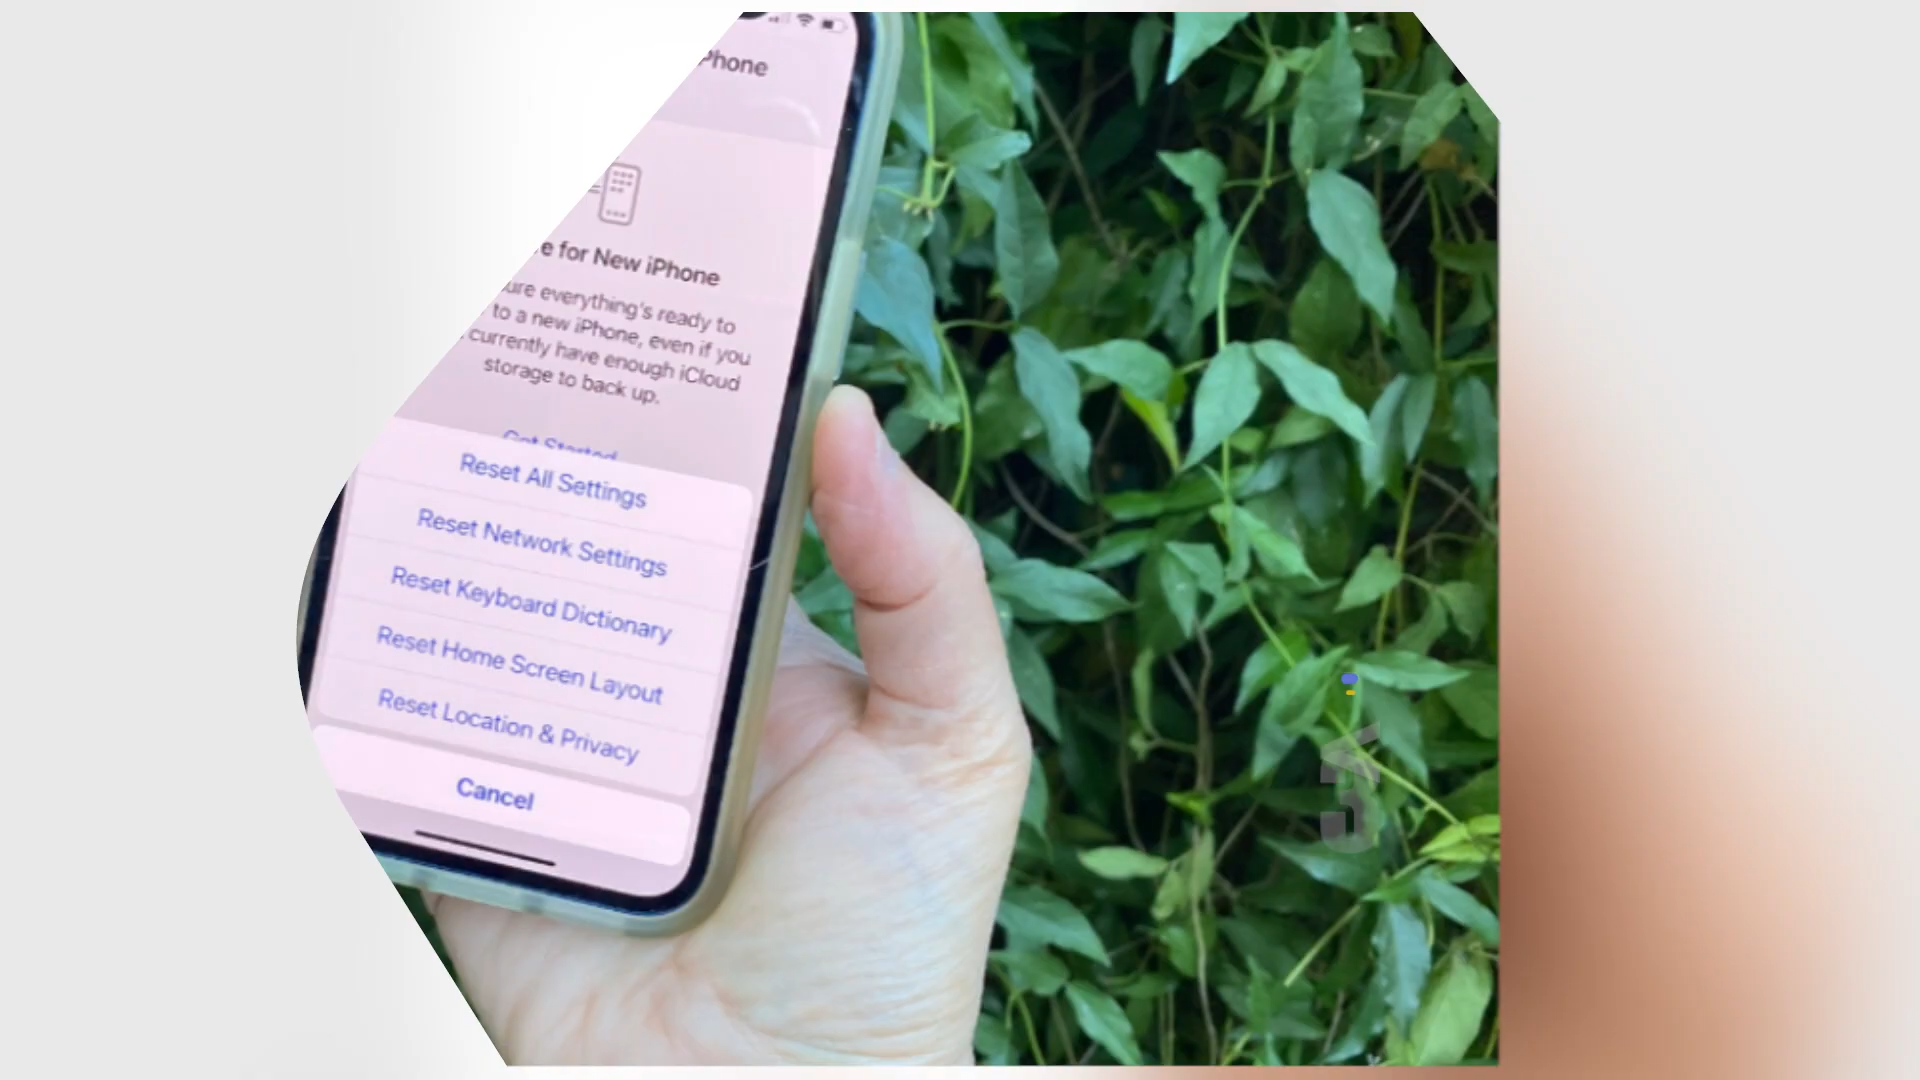 Phone
e for New iPhone
ure everything's ready to
to a new iPhone, even if you
currently have enough iCloud
storage to back up.
Get Started
Reset All Settings
Reset Network Settings
Reset Keyboard Dictionary
Reset Home Screen Layout
Reset Location & Privacy
Cancel